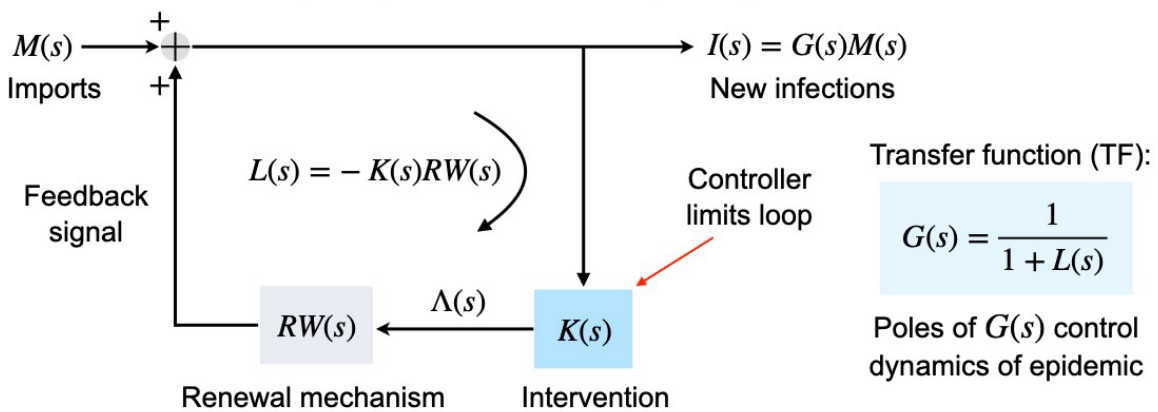 +
M(s)
I(s) = G(s)M(s)
Imports
+
New infections
L(s) = − K(s)RW(s)
Feedback
signal
Controller
limits loop
Transfer function (TF):
G(s) = 1 / 1 + L(s)
Λ(s)
RW(s)
K(s)
Poles of G(s) control
dynamics of epidemic
Renewal mechanism
Intervention